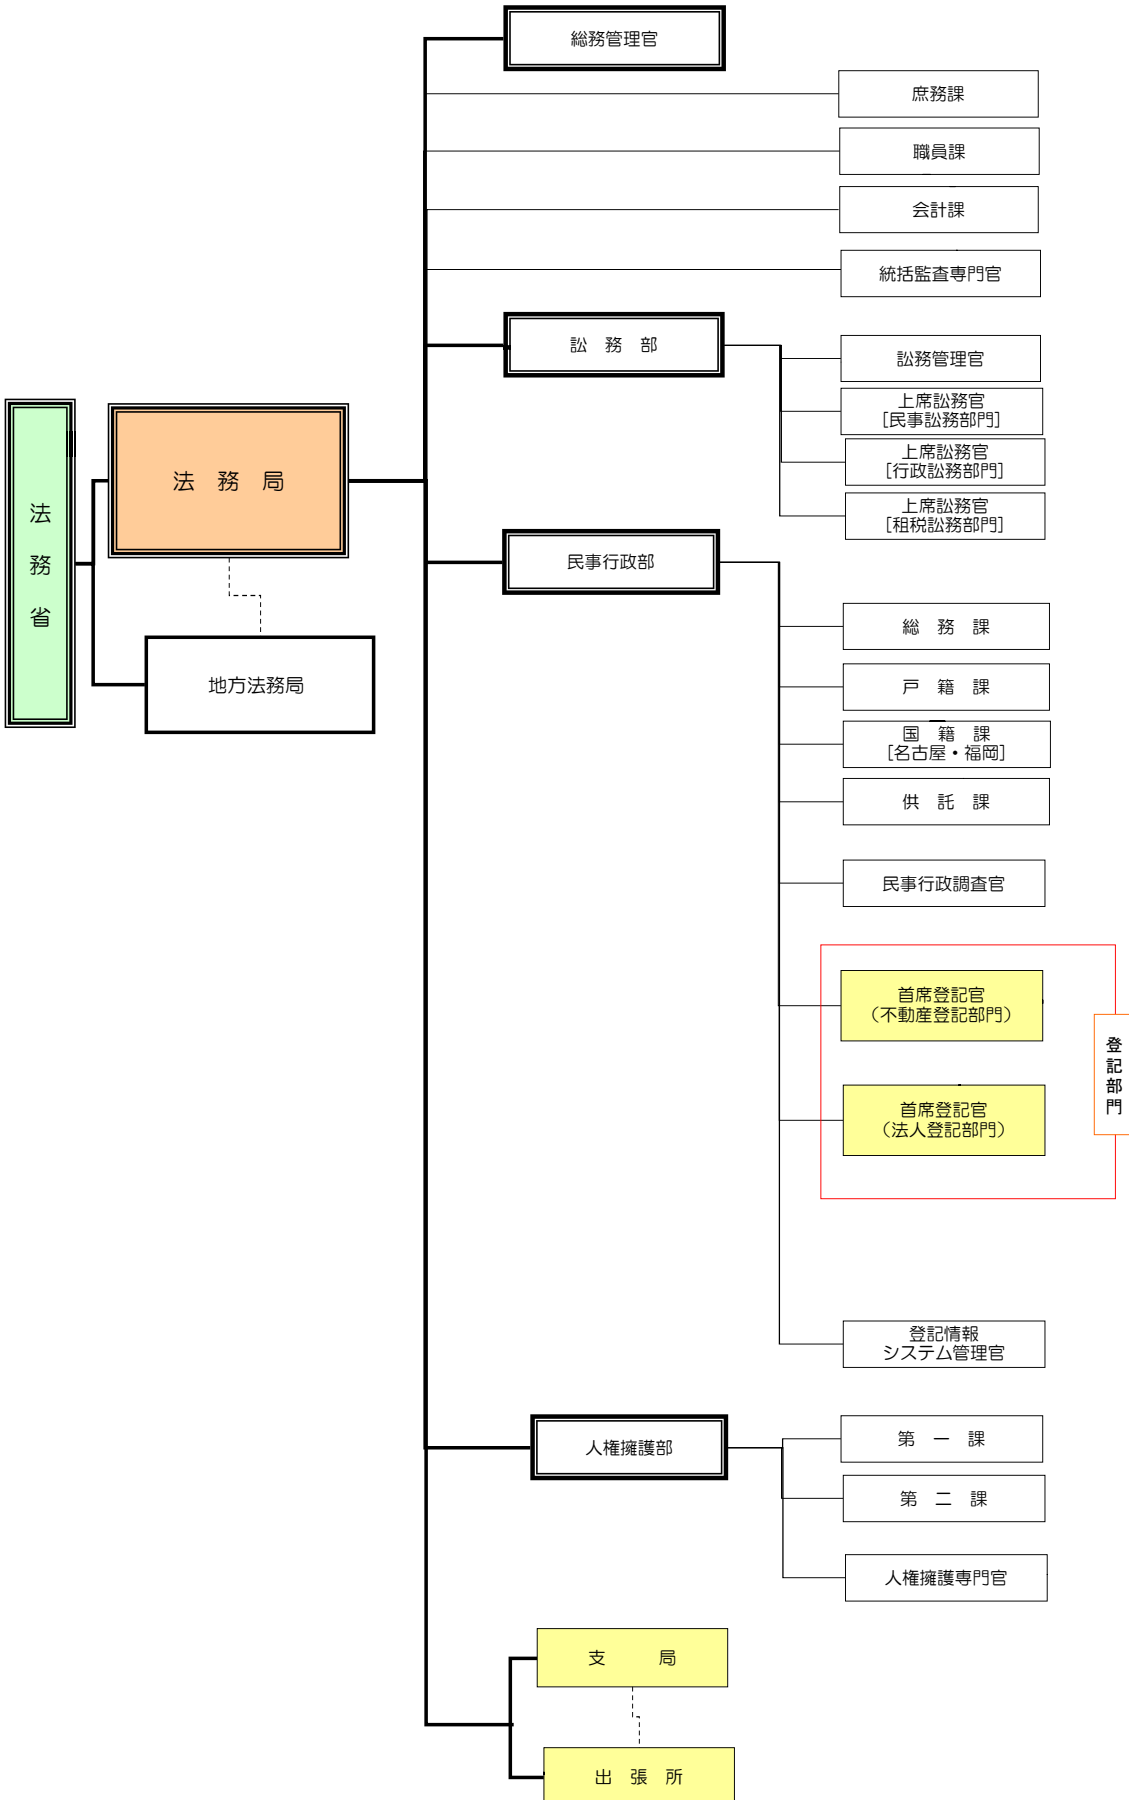 総務管理官
庶務課
職員課
会計課
統括監査専門官
訟　務　部
訟務管理官
上席訟務官
[民事訟務部門]
上席訟務官
[行政訟務部門]
上席訟務官
[租税訟務部門]
法　務　局
法
務
省
地方法務局
民事行政部
総　務　課
戸　籍　課
国　籍　課
[名古屋・福岡]
供　託　課
民事行政調査官
首席登記官
（不動産登記部門）
首席登記官
（法人登記部門）
登
記
部
門
登記情報
システム管理官
人権擁護部
第　一　課
第　二　課
人権擁護専門官
支　　　局
出　張　所